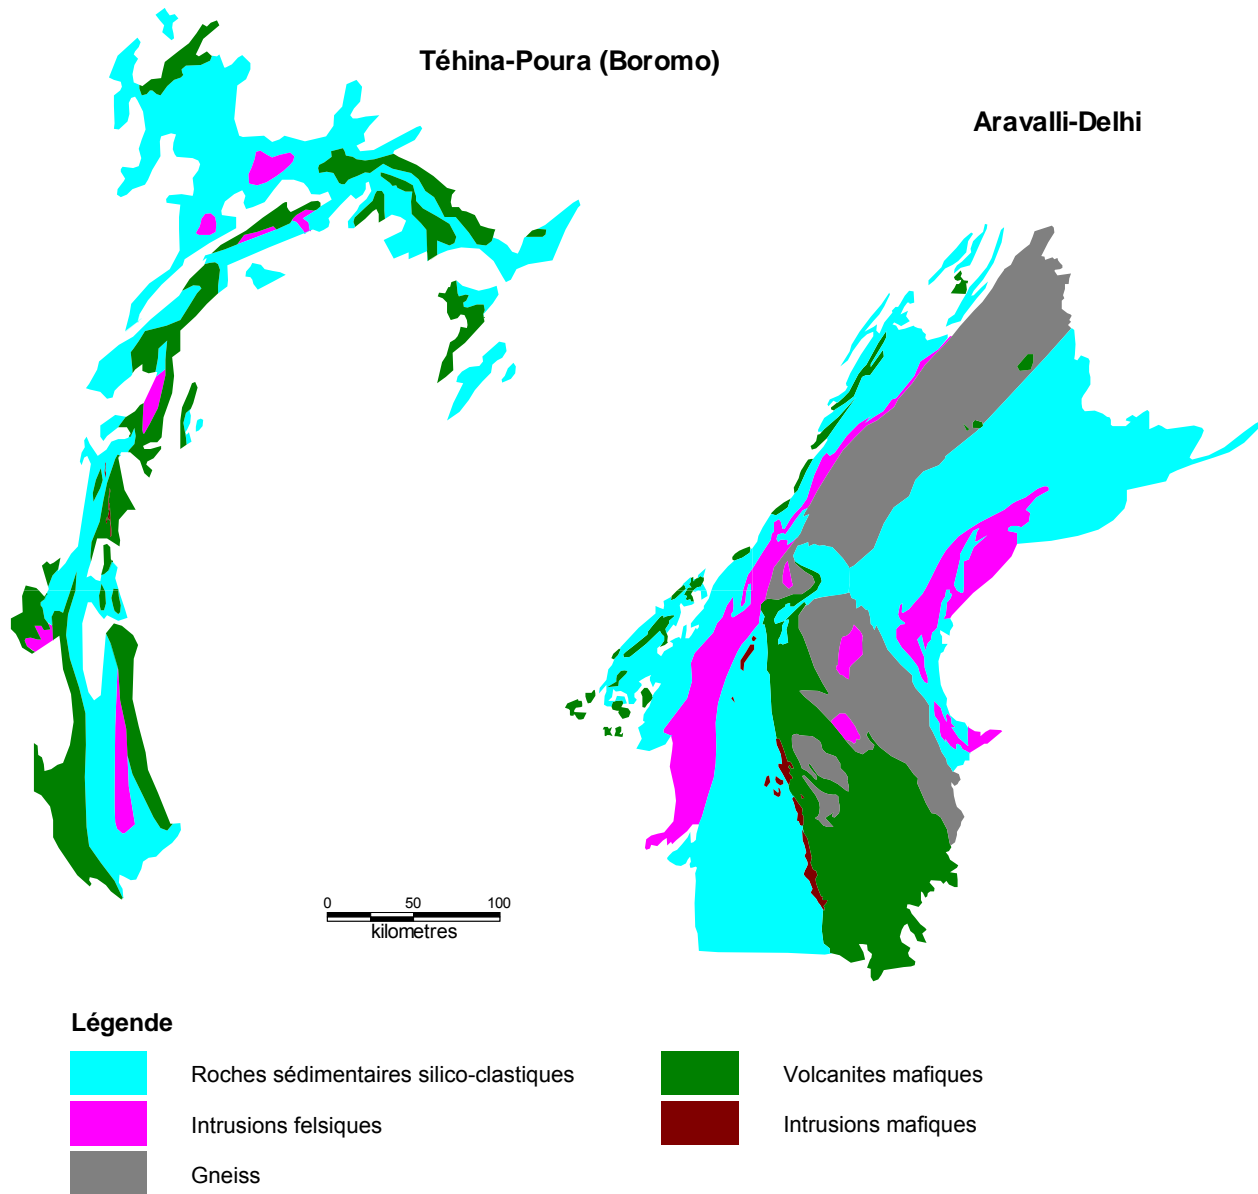 Téhina-Poura (Boromo)
Aravalli-Delhi
0 50 100
kilometres
Légende
Roches sédimentaires silico-clastiques
Volcanites mafiques
Intrusions felsiques
Intrusions mafiques
Gneiss